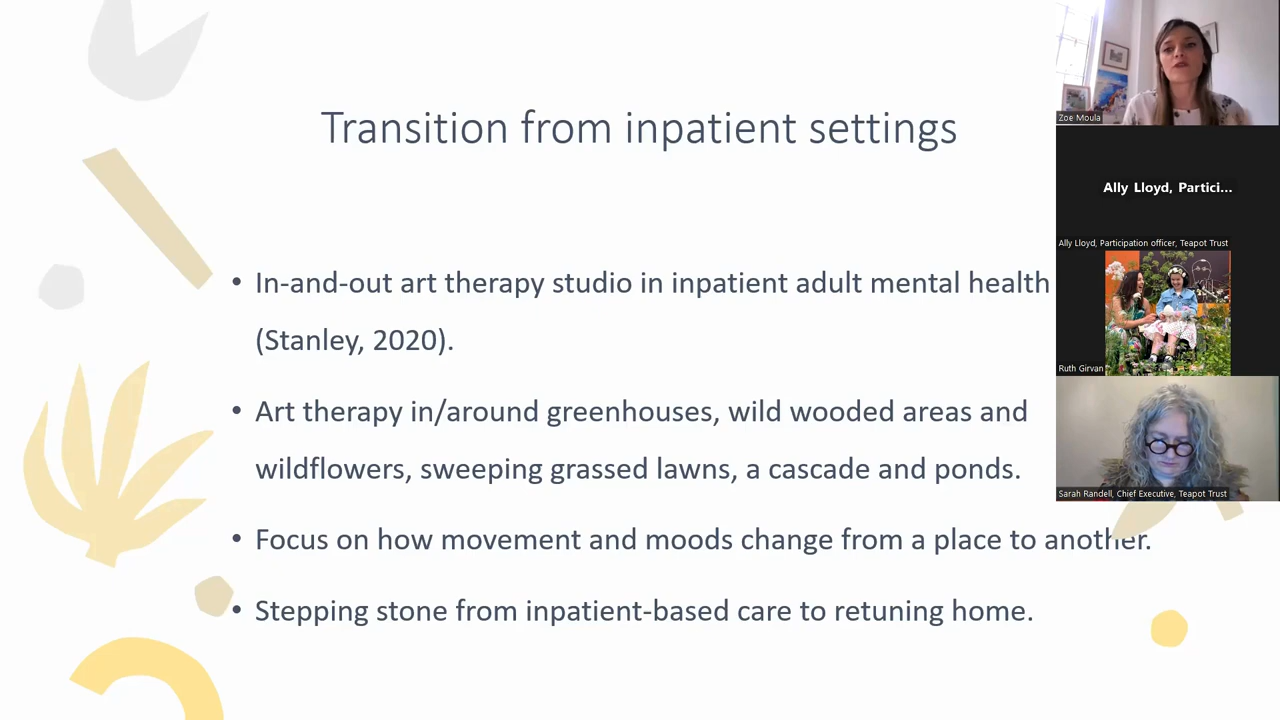 Transition from inpatient settings
In-and-out art therapy studio in inpatient adult mental health
(Stanley, 2020).
Art therapy in/around greenhouses, wild wooded areas and
wildflowers, sweeping grassed lawns, a cascade and ponds.
Focus on how movement and moods change from a place to another.
Stepping stone from inpatient-based care to retuning home.
Zoe Moula
Ally Lloyd, Partici...
Ally Lloyd, Participation officer, Teapot Trust
Ruth Girvan
Sarah Randell, Chief Executive, Teapot Trust